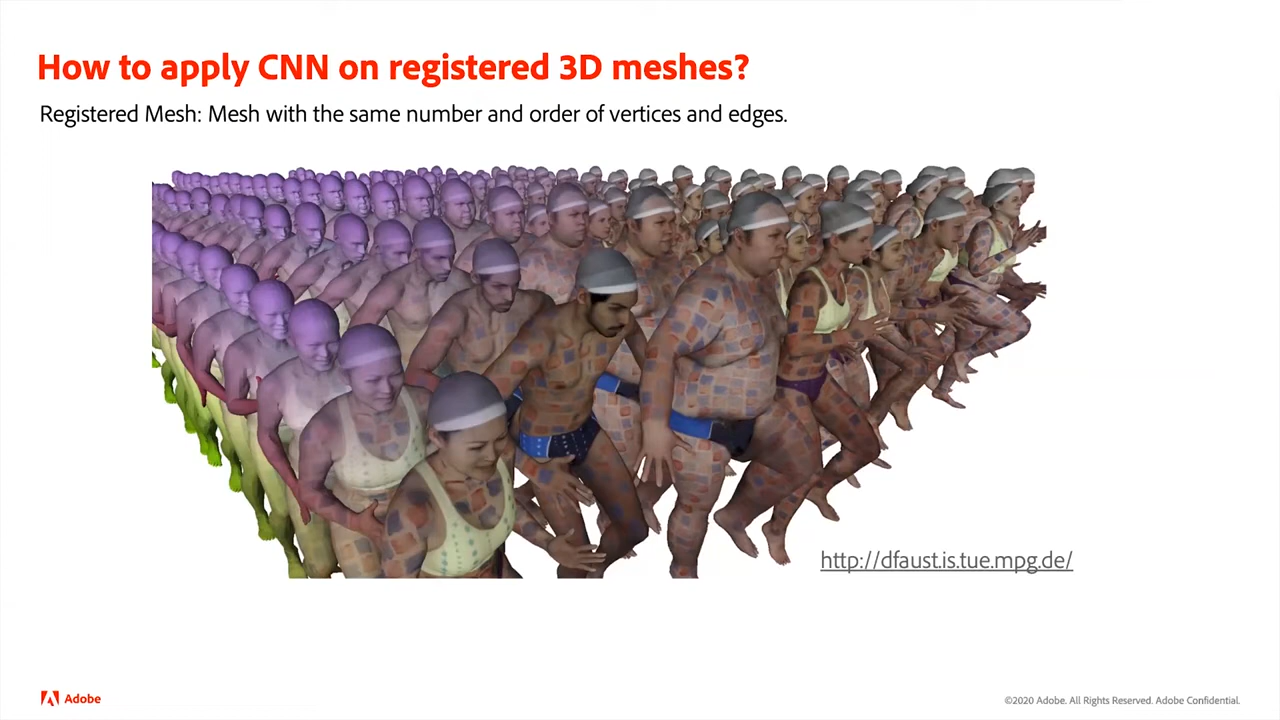 How to apply CNN on registered 3D meshes?
Registered Mesh: Mesh with the same number and order of vertices and edges.
http://dfaust.is.tue.mpg.de/
Adobe
©2020 Adobe. All Rights Reserved. Adobe Confidential.